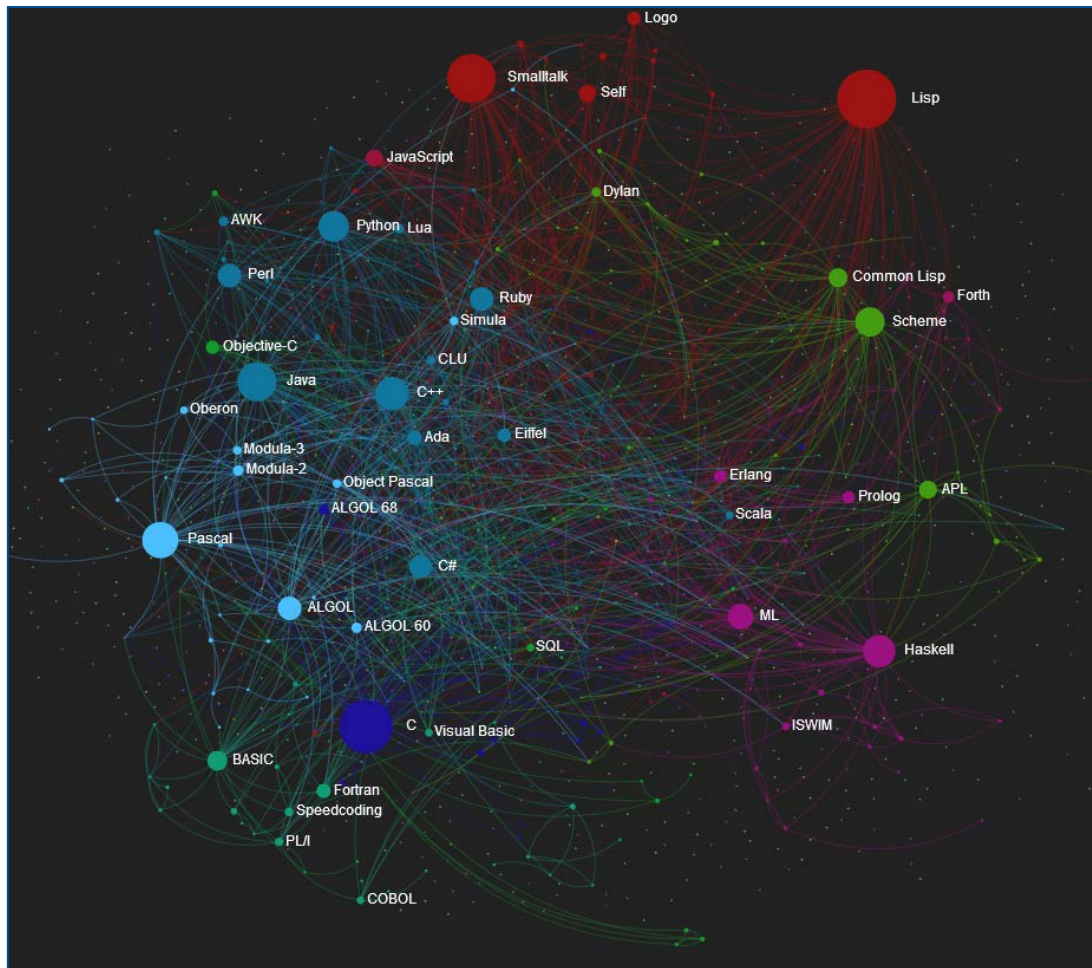 Logo
Smalltalk
Self
Lisp
JavaScript
Dylan
AWK
Python
Lua
Perl
Common Lisp
Forth
Ruby
Simula
Scheme
Objective-C
CLU
Java
C++
Oberon
Ada
Eiffel
Modula-3
Modula-2
Object Pascal
Erlang
Prolog
APL
ALGOL 68
Scala
Pascal
C#
ALGOL
ML
ALGOL 60
SQL
Haskell
C
Visual Basic
ISWIM
BASIC
Fortran
Speedcoding
PL/I
COBOL